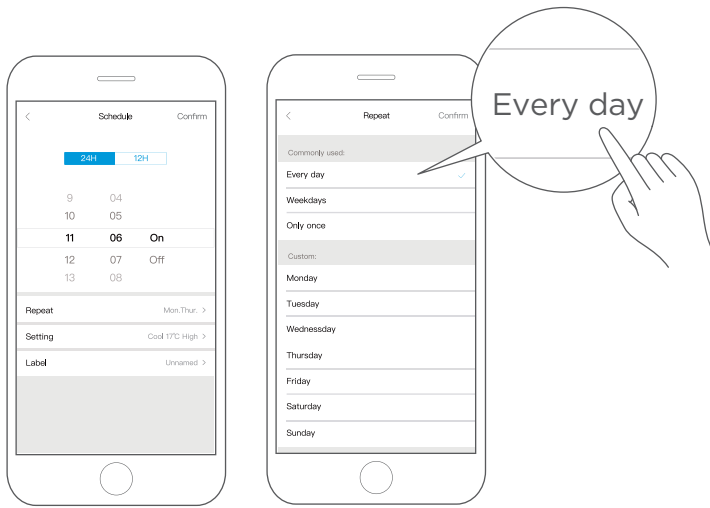 < Schedule Confirm
24H 12H
9 04
10 05
11 06 On
12 07 Off
13 08
Repeat Mon.Thur. >
Setting Cool 17℃ High >
Label Unnamed >
< Repeat Confirm
Commonly used:
Every day
Weekdays
Only once
Custom:
Monday
Tuesday
Wednessday
Thursday
Friday
Saturday
Sunday
Every day